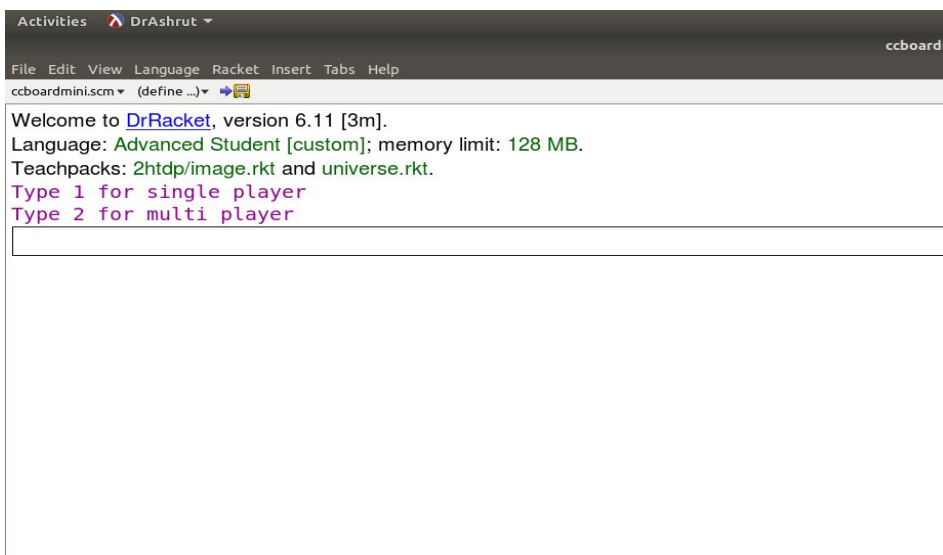 Activities DrAshrut
ccboard
File Edit View Language Racket Insert Tabs Help
ccboardmini.scm (define ...)
Welcome to DrRacket, version 6.11 [3m].
Language: Advanced Student [custom]; memory limit: 128 MB.
Teachpacks: 2htdp/image.rkt and universe.rkt.
Type 1 for single player
Type 2 for multi player